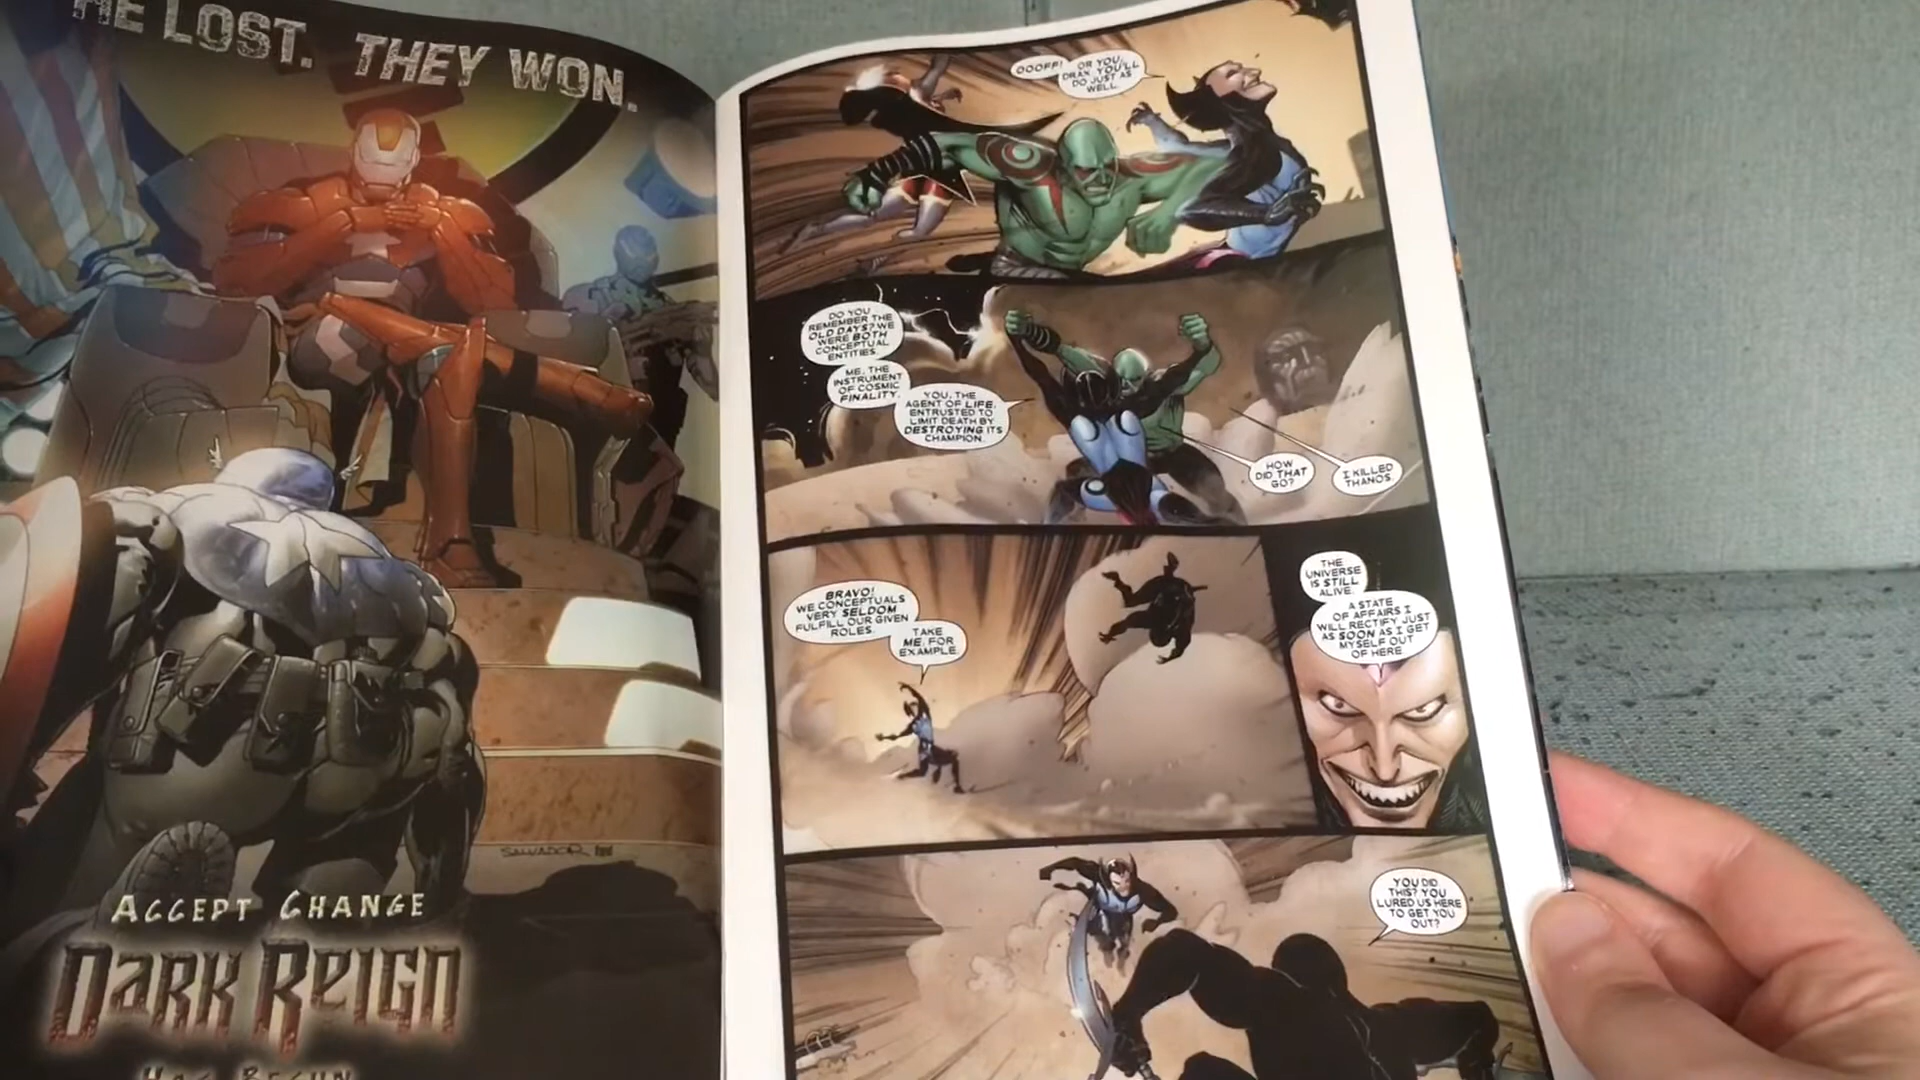 HE LOST. THEY WON.
SALVADOR
ACCEPT CHANGE
DARK REIGN
HAS BEGUN
OOOFF!
OR YOU,
DRAX. YOU'LL
DO JUST AS
WELL.
DO YOU
REMEMBER THE
OLD DAYS? WE
WERE BOTH
CONCEPTUAL
ENTITIES.
ME, THE
INSTRUMENT
OF COSMIC
FINALITY.
YOU, THE
AGENT OF LIFE,
ENTRUSTED TO
LIMIT DEATH BY
DESTROYING ITS
CHAMPION.
HOW
DID THAT
GO?
I KILLED
THANOS.
BRAVO!
WE CONCEPTUALS
VERY SELDOM
FULFILL OUR GIVEN
ROLES.
TAKE
ME, FOR
EXAMPLE.
THE
UNIVERSE
IS STILL
ALIVE.
A STATE
OF AFFAIRS I
WILL RECTIFY JUST
AS SOON AS I GET
MYSELF OUT
OF HERE.
YOU DID
THIS? YOU
LURED US HERE
TO GET YOU
OUT?